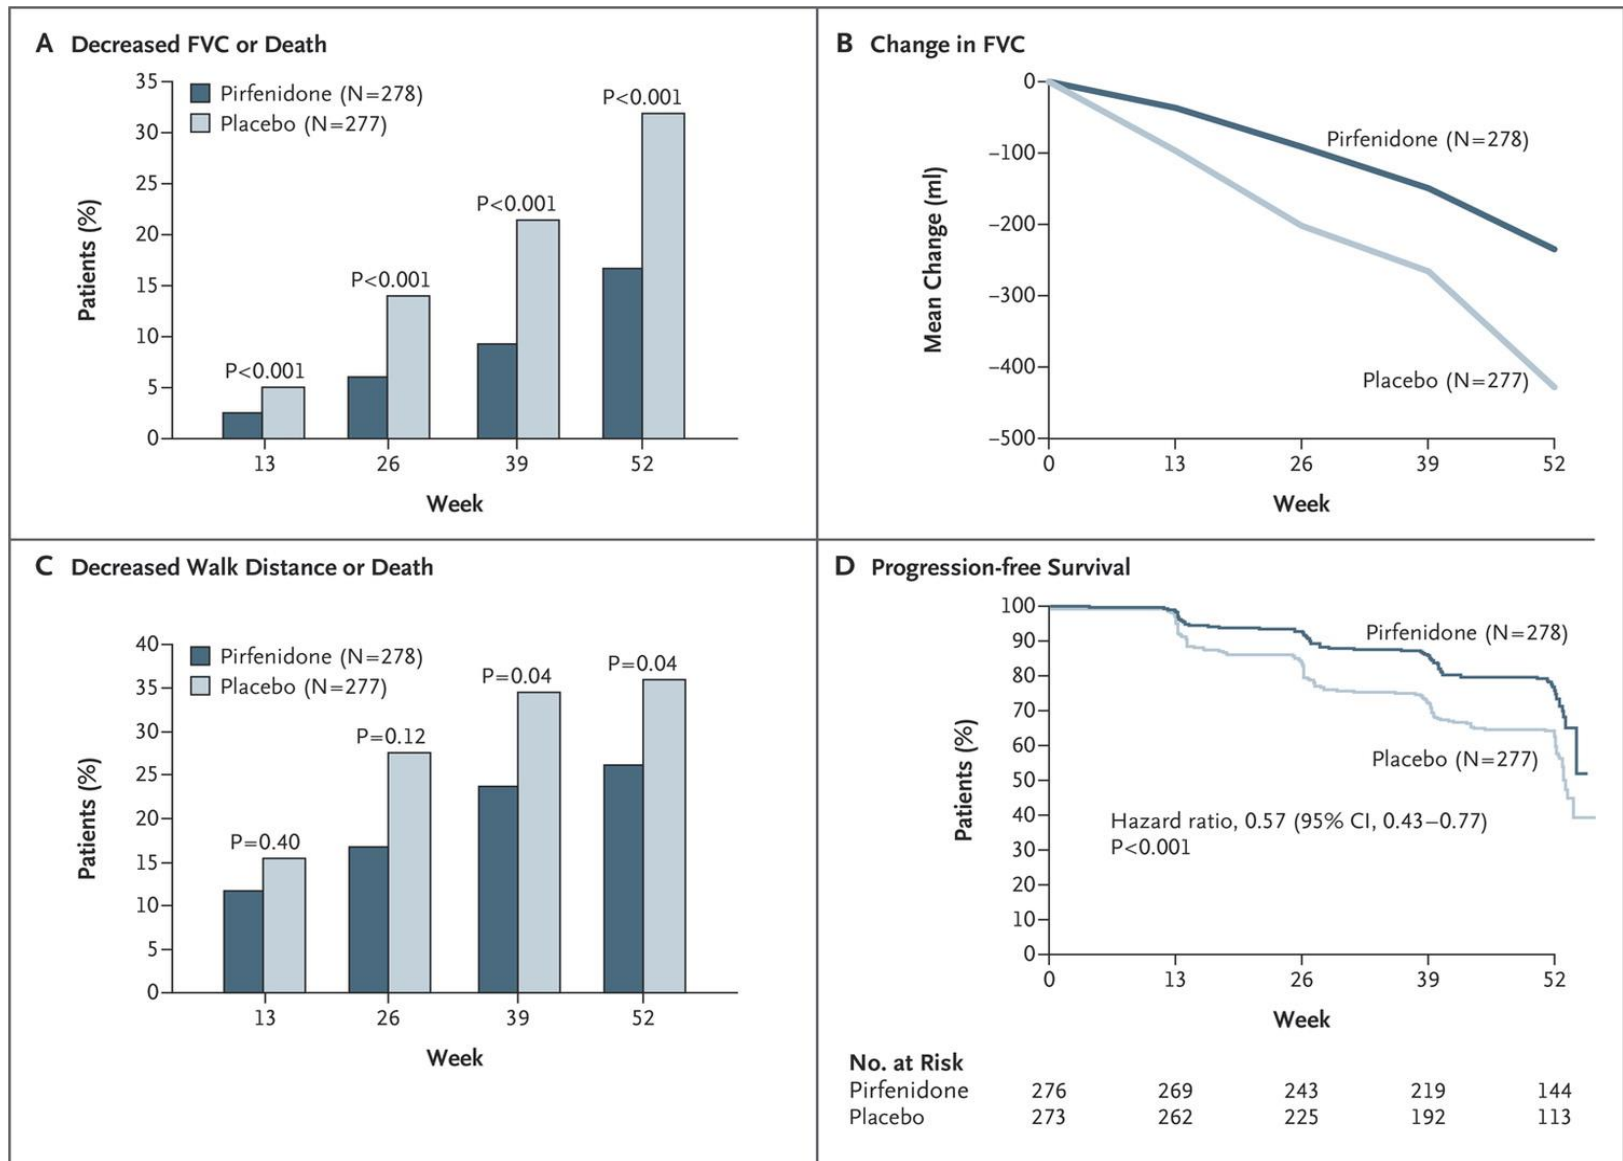 A Decreased FVC or Death
35
30
25
20
15
10
5
0
Patients (%)
Pirfenidone (N=278)
Placebo (N=277)
P<0.001
P<0.001
P<0.001
P<0.001
13 26 39 52
Week
B Change in FVC
0
−100
−200
−300
−400
−500
Mean Change (ml)
Pirfenidone (N=278)
Placebo (N=277)
0 13 26 39 52
Week
C Decreased Walk Distance or Death
40
35
30
25
20
15
10
5
0
Patients (%)
Pirfenidone (N=278)
Placebo (N=277)
P=0.40
P=0.12
P=0.04
P=0.04
13 26 39 52
Week
D Progression-free Survival
100
90
80
70
60
50
40
30
20
10
0
Patients (%)
Pirfenidone (N=278)
Placebo (N=277)
Hazard ratio, 0.57 (95% CI, 0.43–0.77)
P<0.001
0 13 26 39 52
Week
No. at Risk
Pirfenidone 276 269 243 219 144
Placebo 273 262 225 192 113